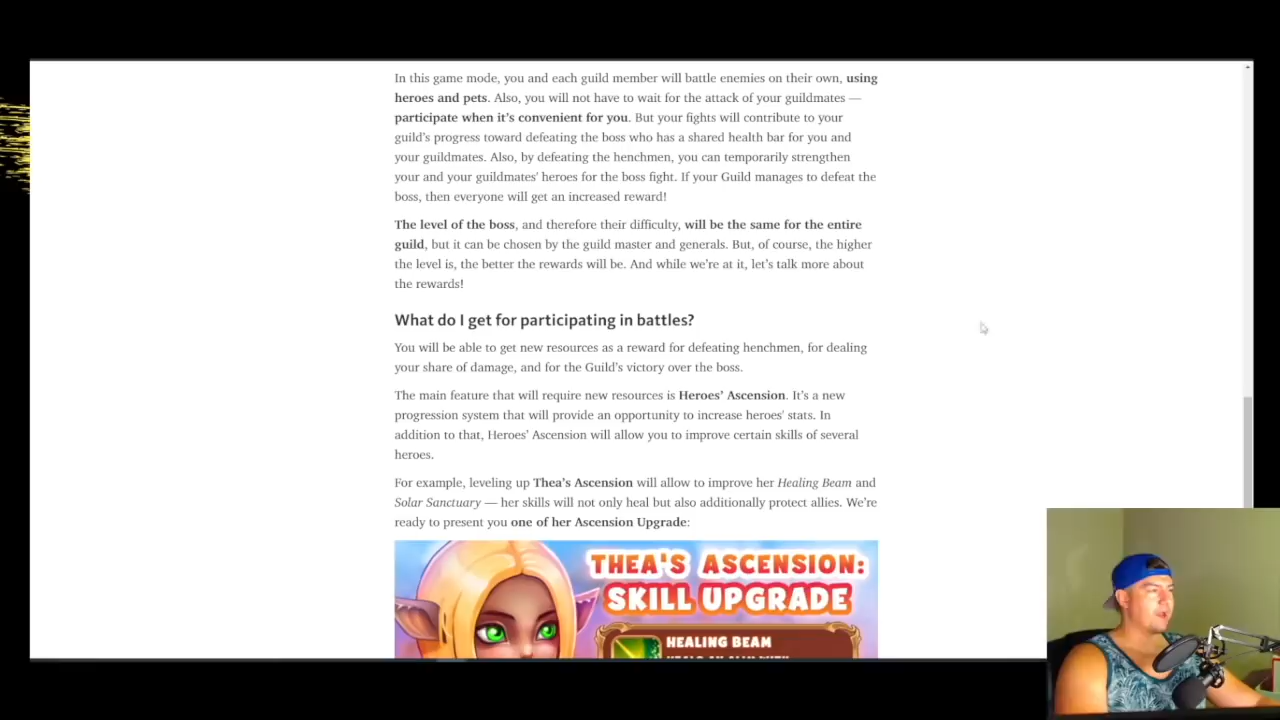 In this game mode, you and each guild member will battle enemies on their own, using
heroes and pets. Also, you will not have to wait for the attack of your guildmates —
participate when it's convenient for you. But your fights will contribute to your
guild's progress toward defeating the boss who has a shared health bar for you and
your guildmates. Also, by defeating the henchmen, you can temporarily strengthen
your and your guildmates' heroes for the boss fight. If your Guild manages to defeat the
boss, then everyone will get an increased reward!
The level of the boss, and therefore their difficulty, will be the same for the entire
guild, but it can be chosen by the guild master and generals. But, of course, the higher
the level is, the better the rewards will be. And while we're at it, let's talk more about
the rewards!
What do I get for participating in battles?
You will be able to get new resources as a reward for defeating henchmen, for dealing
your share of damage, and for the Guild's victory over the boss.
The main feature that will require new resources is Heroes' Ascension. It's a new
progression system that will provide an opportunity to increase heroes' stats. In
addition to that, Heroes' Ascension will allow you to improve certain skills of several
heroes.
For example, leveling up Thea's Ascension will allow to improve her Healing Beam and
Solar Sanctuary — her skills will not only heal but also additionally protect allies. We're
ready to present you one of her Ascension Upgrade:
THEA'S ASCENSION:
SKILL UPGRADE
HEALING BEAM